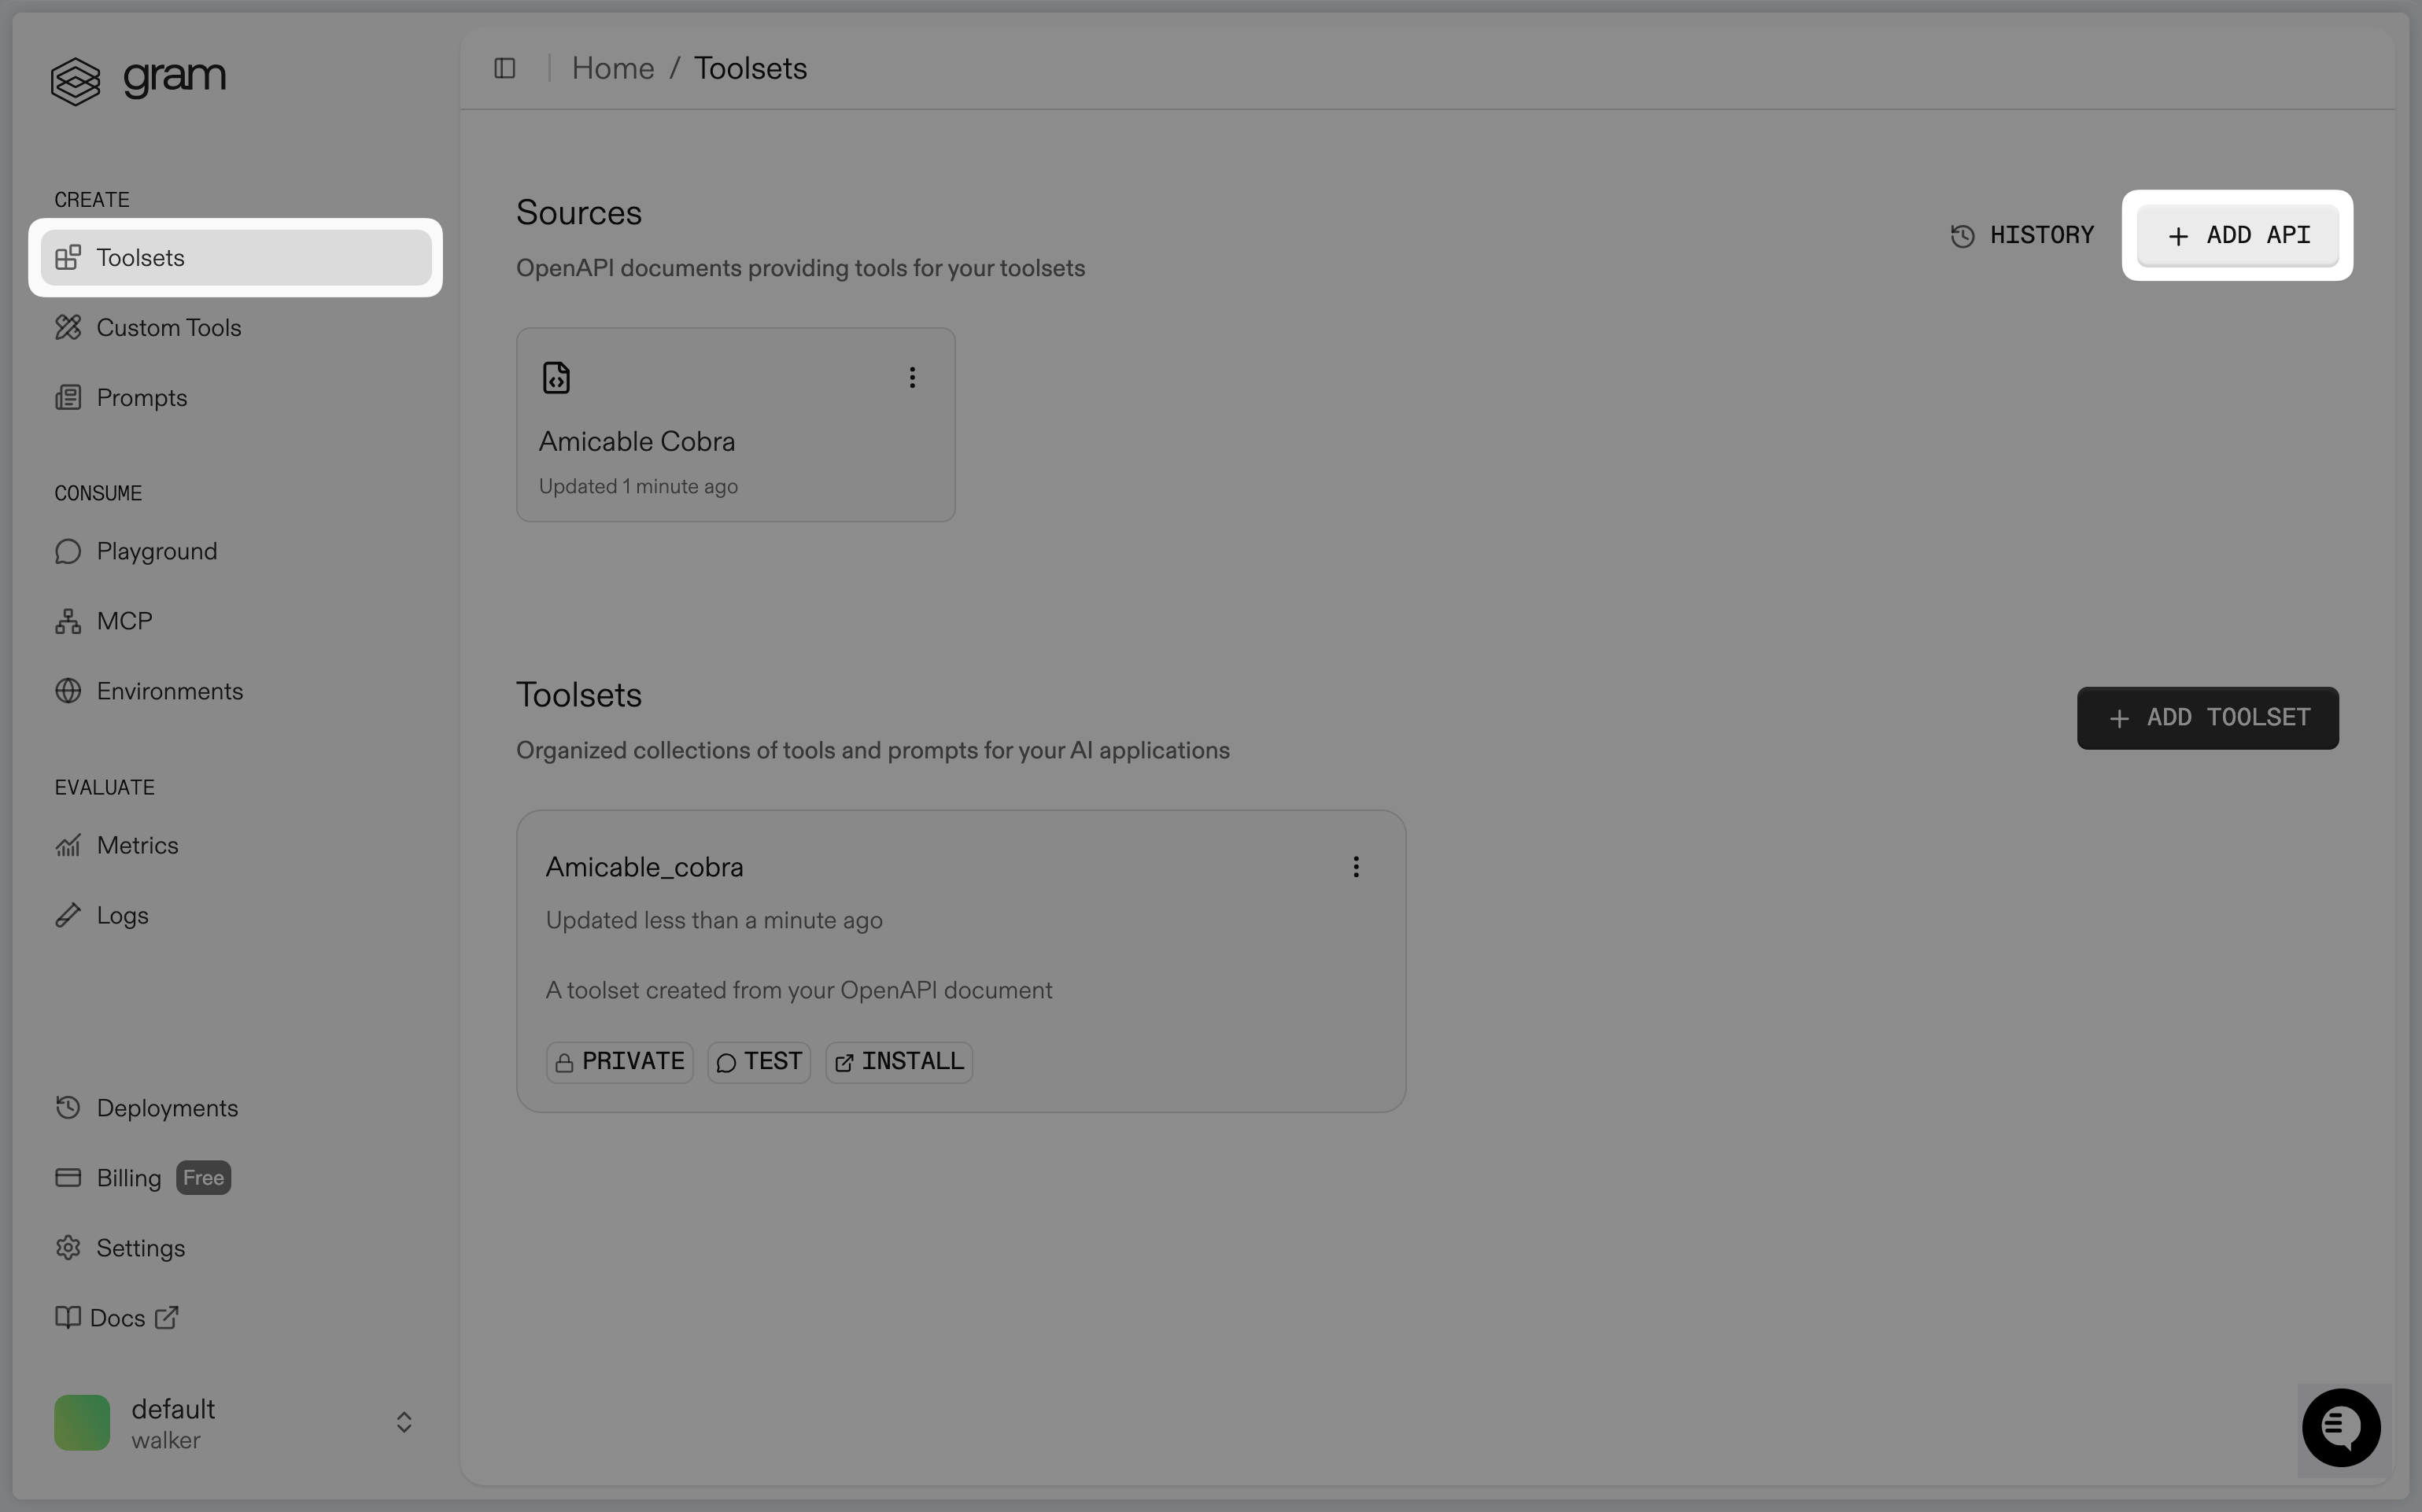 gram
Home / Toolsets
CREATE
Toolsets
Custom Tools
Prompts
CONSUME
Playground
MCP
Environments
EVALUATE
Metrics
Logs
Deployments
Billing Free
Settings
Docs
default
walker
Sources
OpenAPI documents providing tools for your toolsets
HISTORY
+ ADD API
Amicable Cobra
Updated 1 minute ago
Toolsets
Organized collections of tools and prompts for your AI applications
+ ADD TOOLSET
Amicable_cobra
Updated less than a minute ago
A toolset created from your OpenAPI document
PRIVATE TEST INSTALL